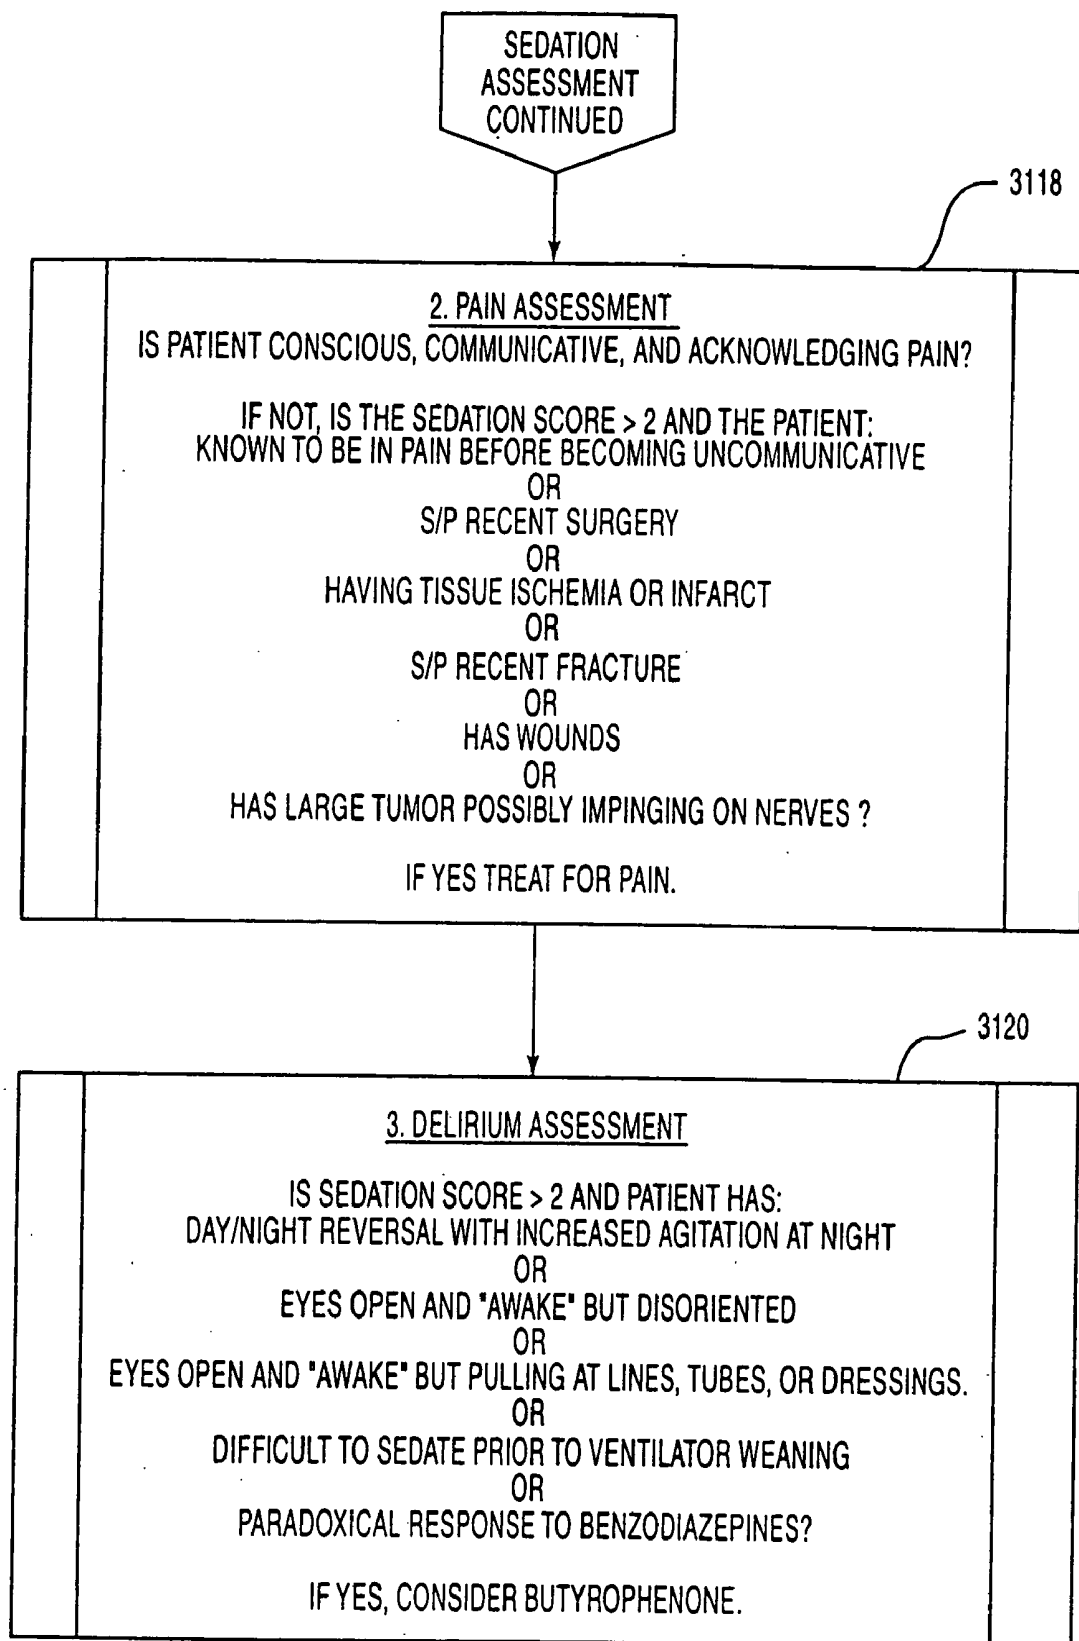 SEDATION
ASSESSMENT
CONTINUED
3118
2. PAIN ASSESSMENT
IS PATIENT CONSCIOUS, COMMUNICATIVE, AND ACKNOWLEDGING PAIN?
IF NOT, IS THE SEDATION SCORE > 2 AND THE PATIENT:
KNOWN TO BE IN PAIN BEFORE BECOMING UNCOMMUNICATIVE
OR
S/P RECENT SURGERY
OR
HAVING TISSUE ISCHEMIA OR INFARCT
OR
S/P RECENT FRACTURE
OR
HAS WOUNDS
OR
HAS LARGE TUMOR POSSIBLY IMPINGING ON NERVES ?
IF YES TREAT FOR PAIN.
3120
3. DELIRIUM ASSESSMENT
IS SEDATION SCORE > 2 AND PATIENT HAS:
DAY/NIGHT REVERSAL WITH INCREASED AGITATION AT NIGHT
OR
EYES OPEN AND "AWAKE" BUT DISORIENTED
OR
EYES OPEN AND "AWAKE" BUT PULLING AT LINES, TUBES, OR DRESSINGS.
OR
DIFFICULT TO SEDATE PRIOR TO VENTILATOR WEANING
OR
PARADOXICAL RESPONSE TO BENZODIAZEPINES?
IF YES, CONSIDER BUTYROPHENONE.